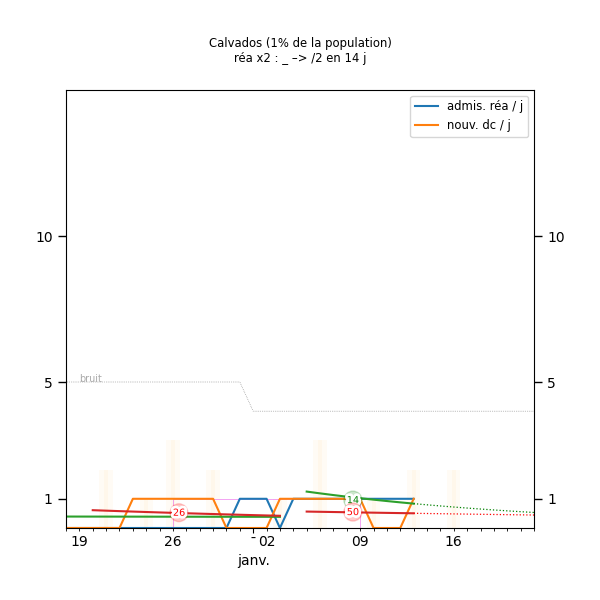 Calvados (1% de la population)
réa x2 : _ –> /2 en 14 j
admis. réa / j
nouv. dc / j
10
10
bruit
5
5
1
1
14
26
50
19
26
02
09
16
janv.